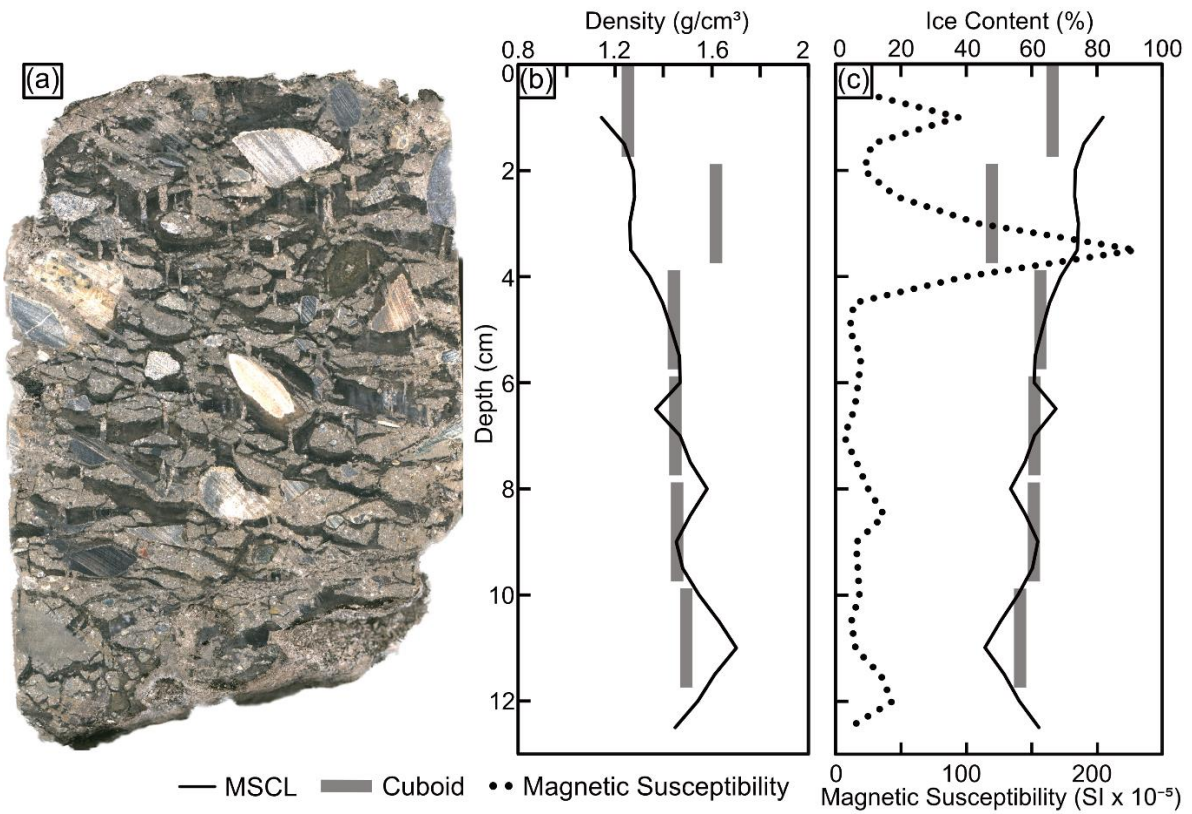 Density (g/cm³)
0.8 1.2 1.6 2
Ice Content (%)
0 20 40 60 80 100
(a)
(b)
(c)
Depth (cm)
0
2
4
6
8
10
12
0 100 200
Magnetic Susceptibility (SI x 10⁻⁵)
MSCL Cuboid Magnetic Susceptibility